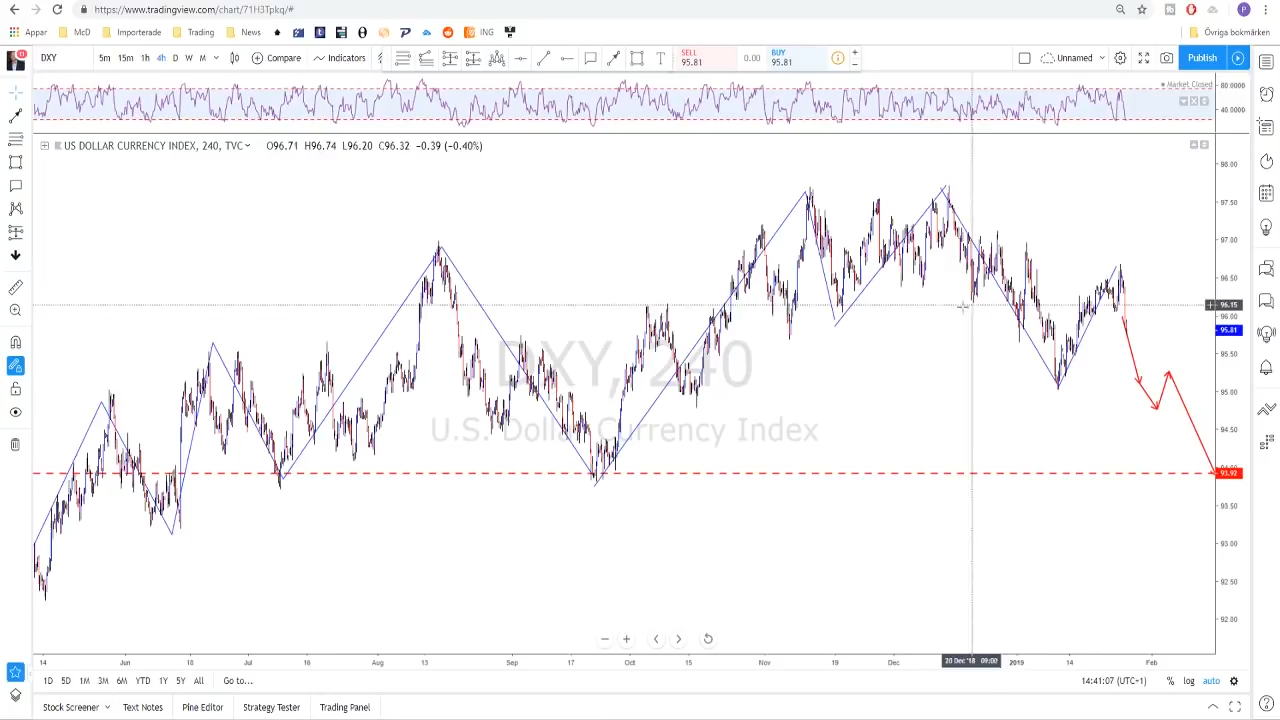 https://www.tradingview.com/chart/71H3Tpkq/#
P
Appar McD Importerade Trading News ING Övriga bokmärken
11 DXY 5m 15m 1h 4h D W M Compare Indicators SELL 95.81 0.00 BUY 95.81 Unnamed Publish
Market Closed
80.0000
40.0000
US DOLLAR CURRENCY INDEX, 240, TVC O96.71 H96.74 L96.20 C96.32 −0.39 (−0.40%)
98.00
97.50
97.00
96.50
96.15
96.00
95.81
95.50
95.00
94.50
93.92
93.50
93.00
92.50
92.00
DXY, 240
U.S. Dollar Currency Index
14 Jun 18 Jul 16 Aug 13 Sep 17 Oct 15 Nov 19 Dec 20 Dec '18 09:00 2019 14 Feb
1D 5D 1M 3M 6M YTD 1Y 5Y All Go to... 14:41:07 (UTC+1) % log auto
Stock Screener Text Notes Pine Editor Strategy Tester Trading Panel